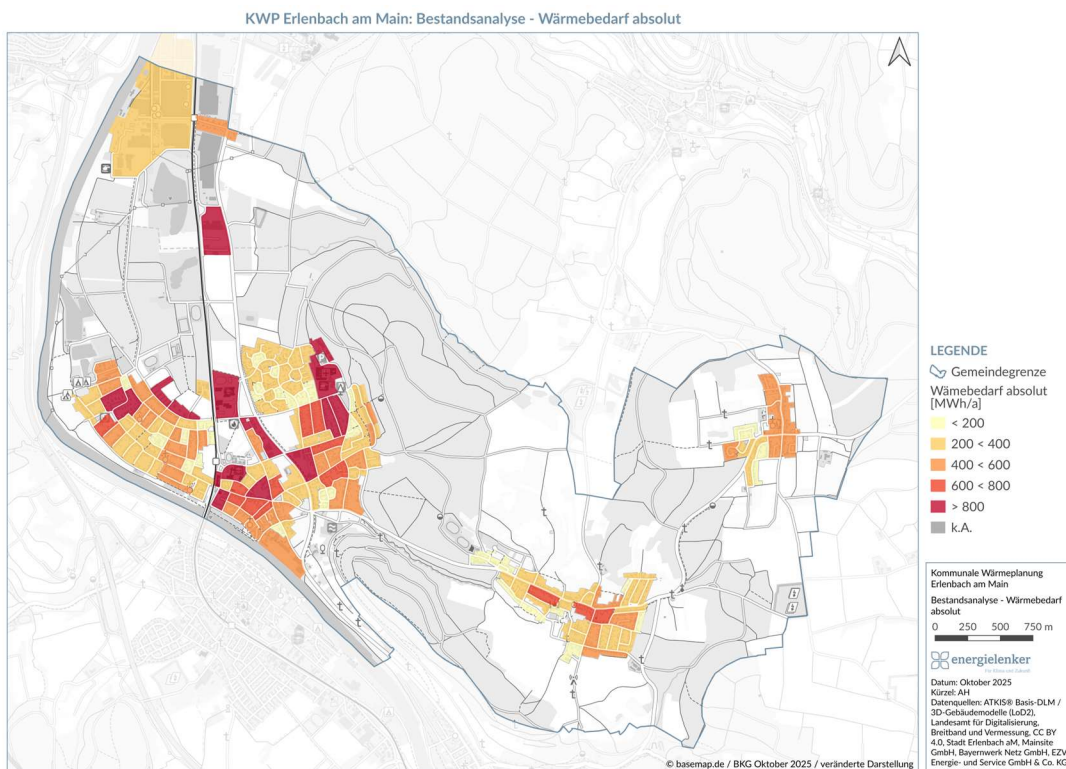 KWP Erlenbach am Main: Bestandsanalyse - Wärmebedarf absolut
LEGENDE
Gemeindegrenze
Wämebedarf absolut
[MWh/a]
< 200
200 < 400
400 < 600
600 < 800
> 800
k.A.
Kommunale Wärmeplanung
Erlenbach am Main
Bestandsanalyse - Wärmebedarf
absolut
0 250 500 750 m
energielenker
Für Klima und Zukunft
Datum: Oktober 2025
Kürzel: AH
Datenquellen: ATKIS® Basis-DLM /
3D-Gebäudemodelle (LoD2),
Landesamt für Digitalisierung,
Breitband und Vermessung, CC BY
4.0, Stadt Erlenbach aM, Mainsite
GmbH, Bayernwerk Netz GmbH, EZV
Energie- und Service GmbH & Co. KG
© basemap.de / BKG Oktober 2025 / veränderte Darstellung